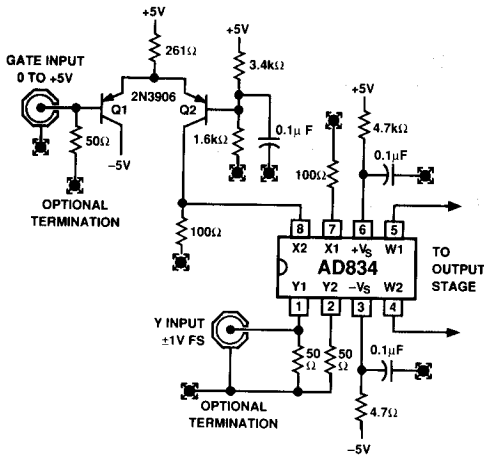 +5V
+5V
GATE INPUT
0 TO +5V
261Ω
3.4kΩ
2N3906
+5V
Q1
Q2
4.7kΩ
50Ω
1.6kΩ
0.1μF
0.1μF
–5V
100Ω
OPTIONAL
TERMINATION
100Ω
8
7
6
5
X2
X1
+VS
W1
AD834
TO
OUTPUT
STAGE
Y1
Y2
–VS
W2
1
2
3
4
Y INPUT
±1V FS
50
Ω
50
Ω
0.1μF
OPTIONAL
TERMINATION
4.7Ω
–5V